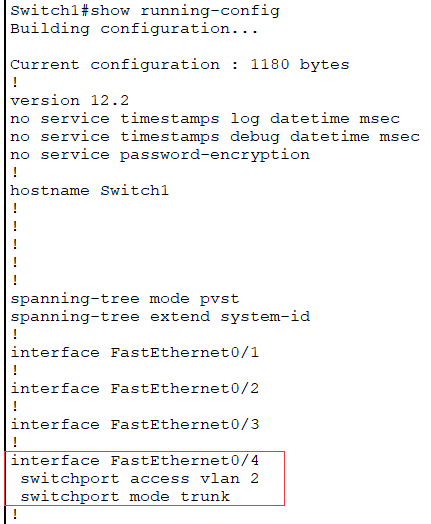 Switch1#show running-config
Building configuration...
Current configuration : 1180 bytes
!
version 12.2
no service timestamps log datetime msec
no service timestamps debug datetime msec
no service password-encryption
!
hostname Switch1
!
!
!
!
!
spanning-tree mode pvst
spanning-tree extend system-id
!
interface FastEthernet0/1
!
interface FastEthernet0/2
!
interface FastEthernet0/3
!
interface FastEthernet0/4
switchport access vlan 2
switchport mode trunk
!